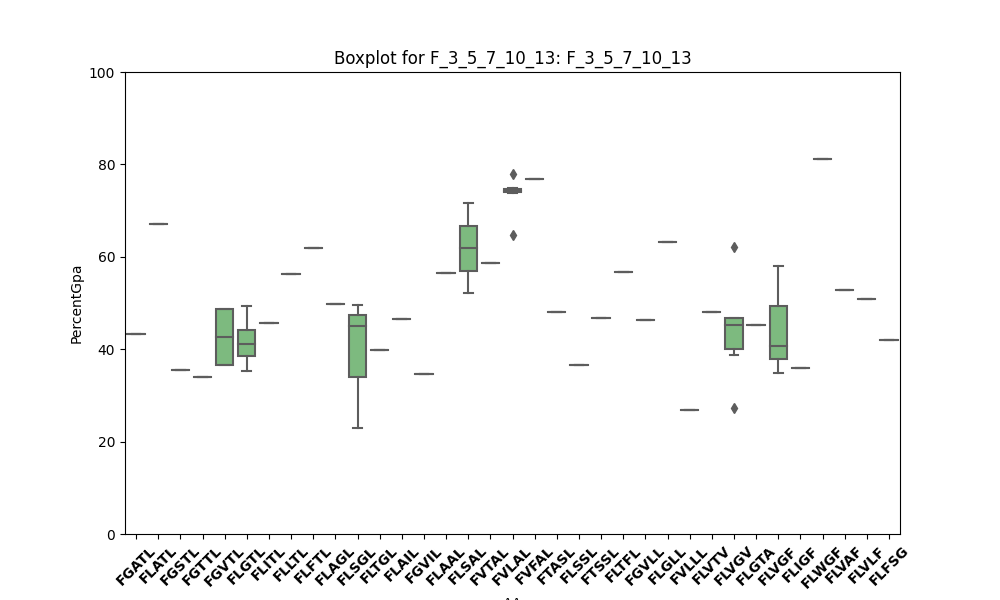 Boxplot for F_3_5_7_10_13: F_3_5_7_10_13
100
80
60
40
20
0
PercentGpa
FGATL
FLATL
FGSTL
FGTTL
FGVTL
FLGTL
FLITL
FLLTL
FLFTL
FLAGL
FLSGL
FLTGL
FLAIL
FGVIL
FLAAL
FLSAL
FVTAL
FVLAL
FVFAL
FTASL
FLSSL
FTSSL
FLTFL
FGVLL
FLGLL
FVLLL
FLVTV
FLVGV
FLGTA
FLVGF
FLIGF
FLWGF
FLVAF
FLVLF
FLFSG